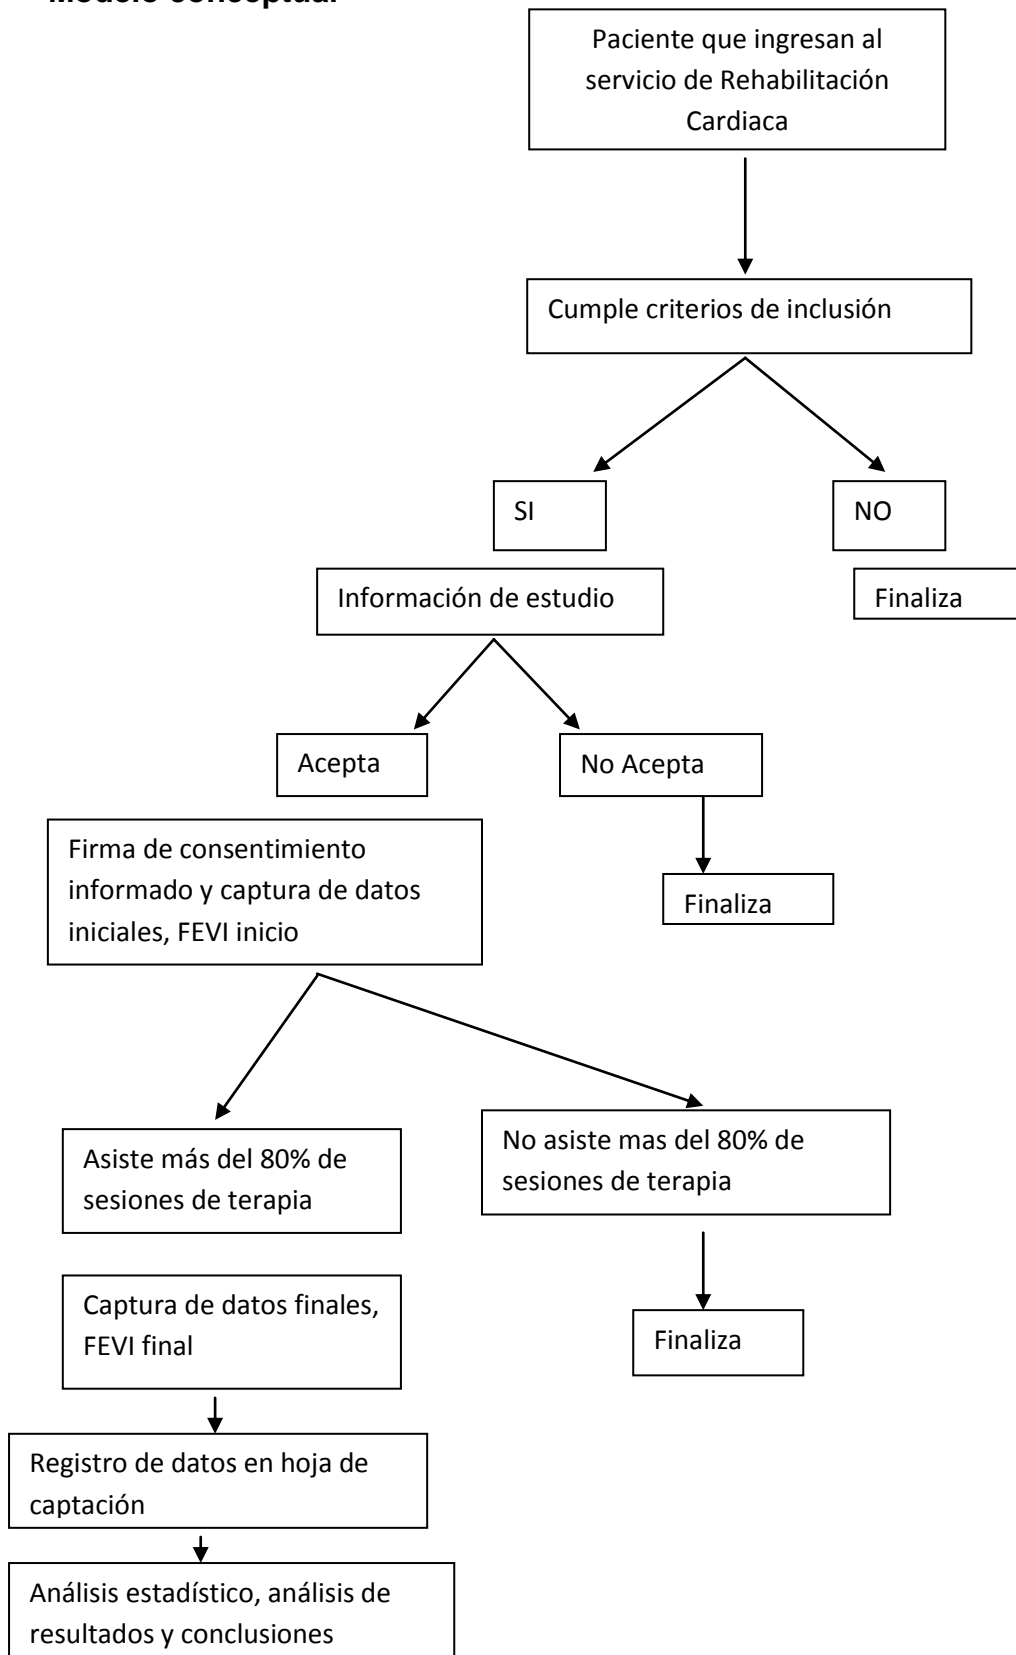 Modelo conceptual
Paciente que ingresan al
servicio de Rehabilitación
Cardiaca
Cumple criterios de inclusión
SI
NO
Información de estudio
Finaliza
Acepta
No Acepta
Firma de consentimiento
informado y captura de datos
iniciales, FEVI inicio
Finaliza
Asiste más del 80% de
sesiones de terapia
No asiste mas del 80% de
sesiones de terapia
Captura de datos finales,
FEVI final
Finaliza
Registro de datos en hoja de
captación
Análisis estadístico, análisis de
resultados y conclusiones